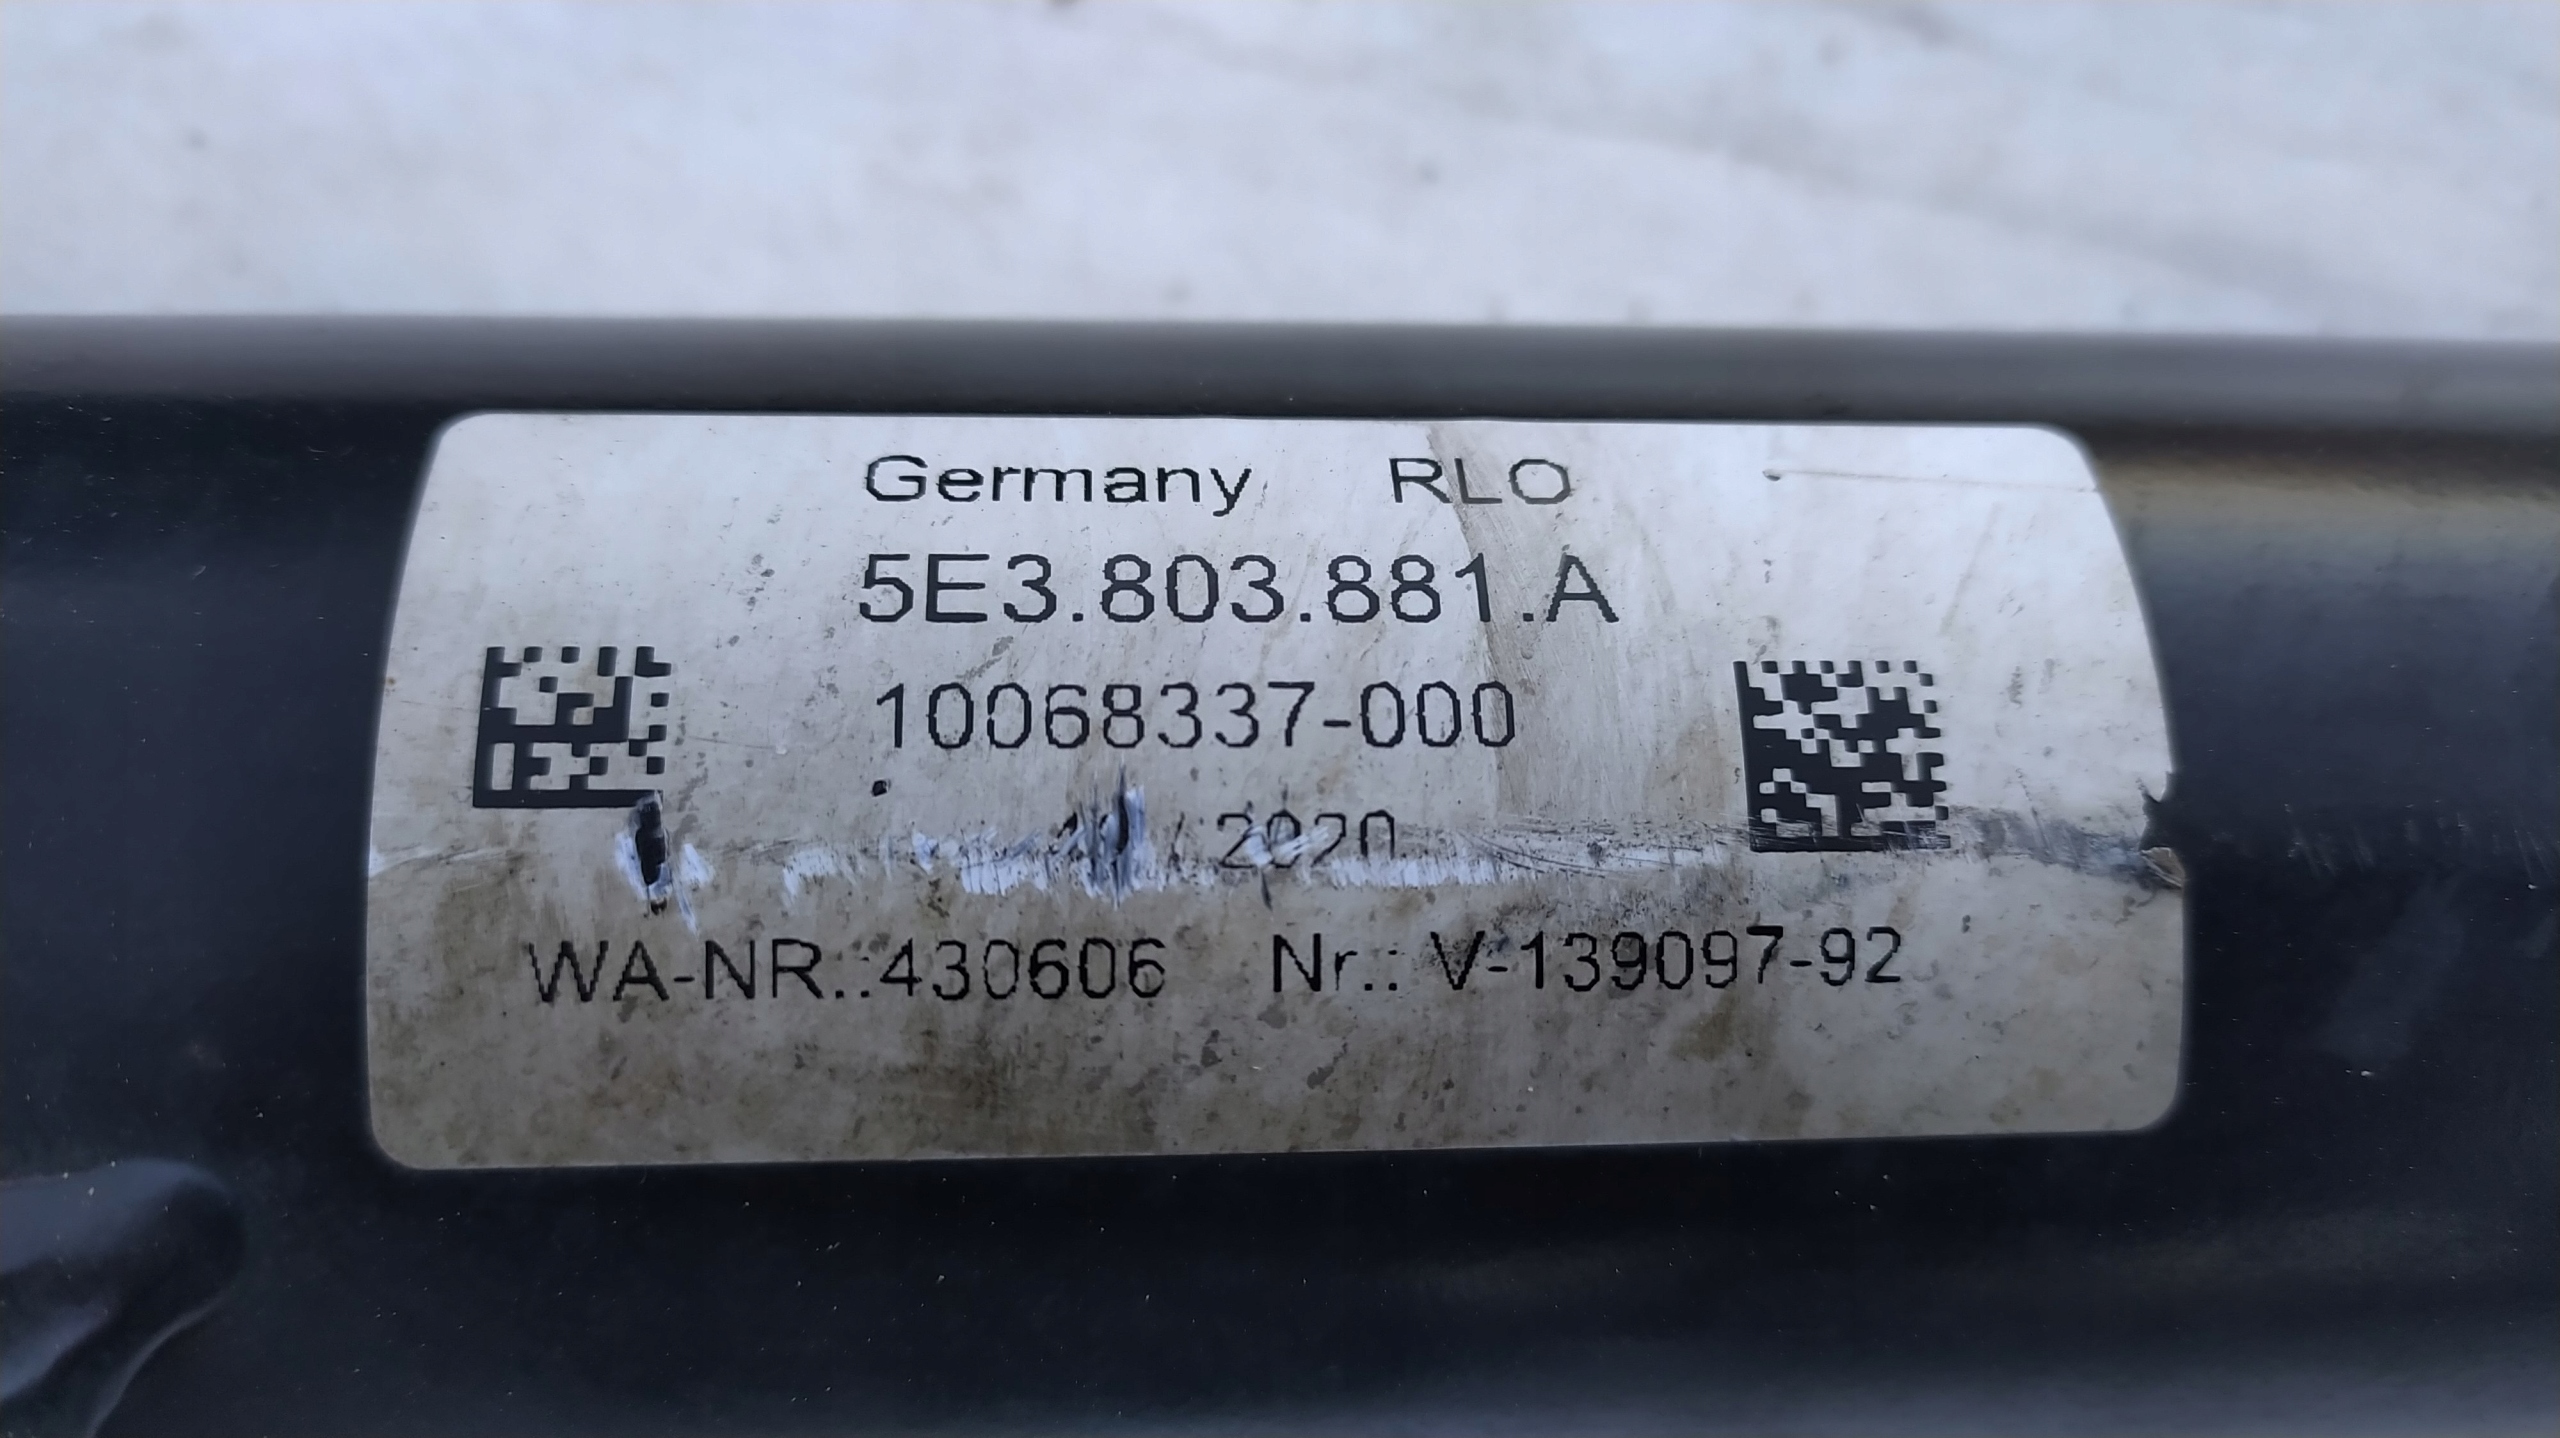 Germany RLO
5E3.803.881.A
10068337-000
/ 2020
WA-NR.:430606 Nr.: V-139097-92